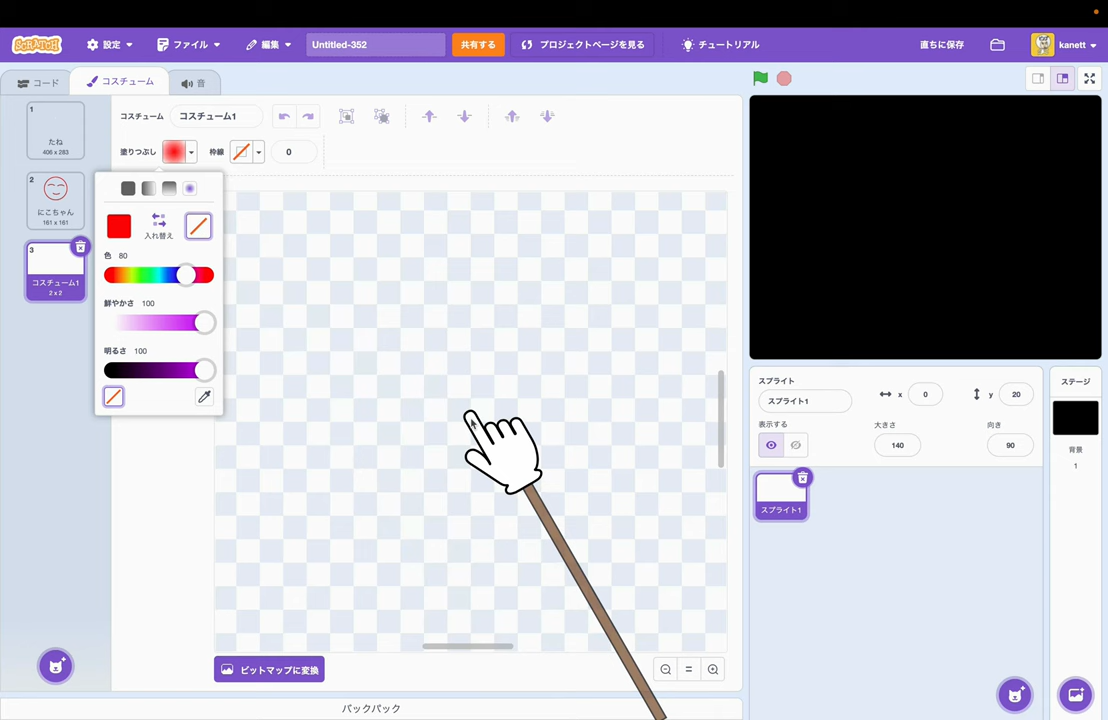 SCRATCH 設定 ファイル 編集 Untitled-352 共有する プロジェクトページを見る チュートリアル 直ちに保存 kanett
コード コスチューム 音
1
たね
406 x 283
2
にこちゃん
161 x 161
3
コスチューム1
2 x 2
コスチューム コスチューム1
塗りつぶし 枠線 0
入れ替え
色 80
鮮やかさ 100
明るさ 100
ビットマップに変換
バックパック
スプライト
スプライト1 x 0 y 20
表示する 大きさ 向き
140 90
スプライト1
ステージ
背景
1